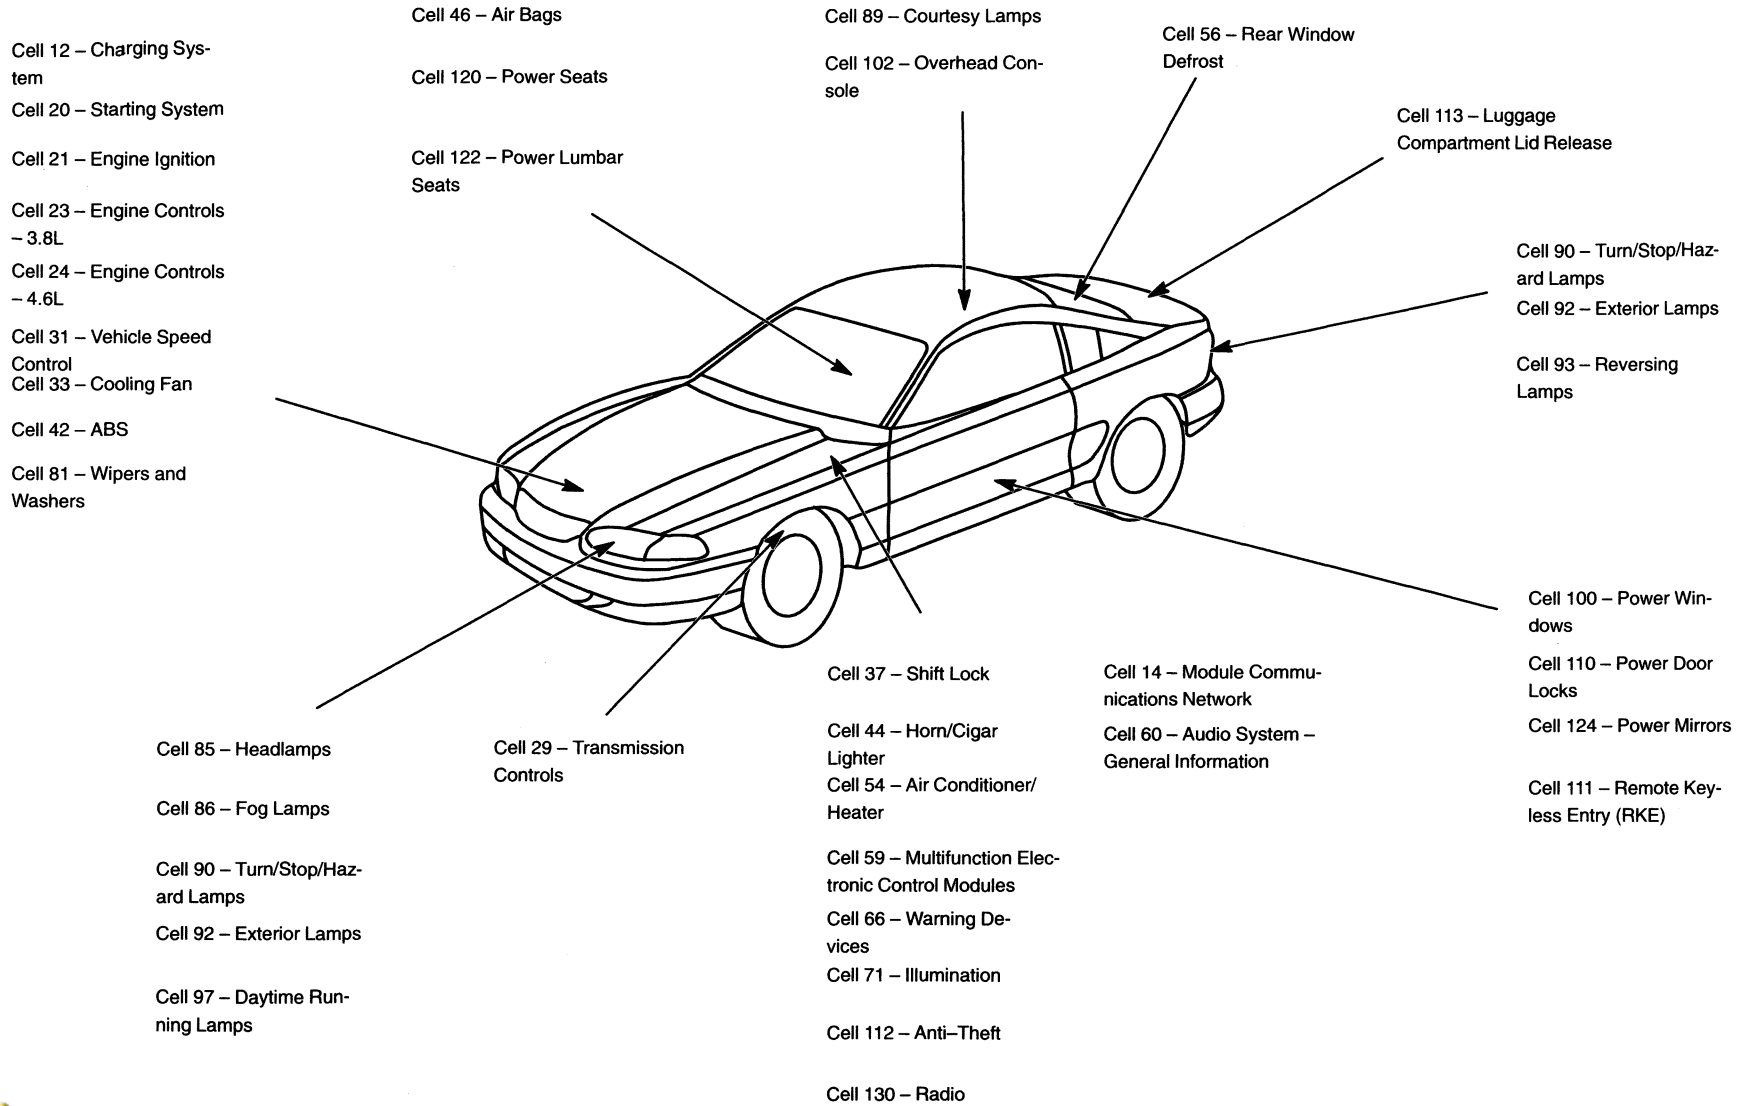 Cell 12 – Charging Sys-
tem
Cell 20 – Starting System
Cell 21 – Engine Ignition
Cell 23 – Engine Controls
– 3.8L
Cell 24 – Engine Controls
– 4.6L
Cell 31 – Vehicle Speed
Control
Cell 33 – Cooling Fan
Cell 42 – ABS
Cell 81 – Wipers and
Washers
Cell 46 – Air Bags
Cell 120 – Power Seats
Cell 122 – Power Lumbar
Seats
Cell 89 – Courtesy Lamps
Cell 102 – Overhead Con-
sole
Cell 56 – Rear Window
Defrost
Cell 113 – Luggage
Compartment Lid Release
Cell 90 – Turn/Stop/Haz-
ard Lamps
Cell 92 – Exterior Lamps
Cell 93 – Reversing
Lamps
Cell 85 – Headlamps
Cell 86 – Fog Lamps
Cell 90 – Turn/Stop/Haz-
ard Lamps
Cell 92 – Exterior Lamps
Cell 97 – Daytime Run-
ning Lamps
Cell 29 – Transmission
Controls
Cell 37 – Shift Lock
Cell 44 – Horn/Cigar
Lighter
Cell 54 – Air Conditioner/
Heater
Cell 59 – Multifunction Elec-
tronic Control Modules
Cell 66 – Warning De-
vices
Cell 71 – Illumination
Cell 112 – Anti–Theft
Cell 130 – Radio
Cell 14 – Module Commu-
nications Network
Cell 60 – Audio System –
General Information
Cell 100 – Power Win-
dows
Cell 110 – Power Door
Locks
Cell 124 – Power Mirrors
Cell 111 – Remote Key-
less Entry (RKE)